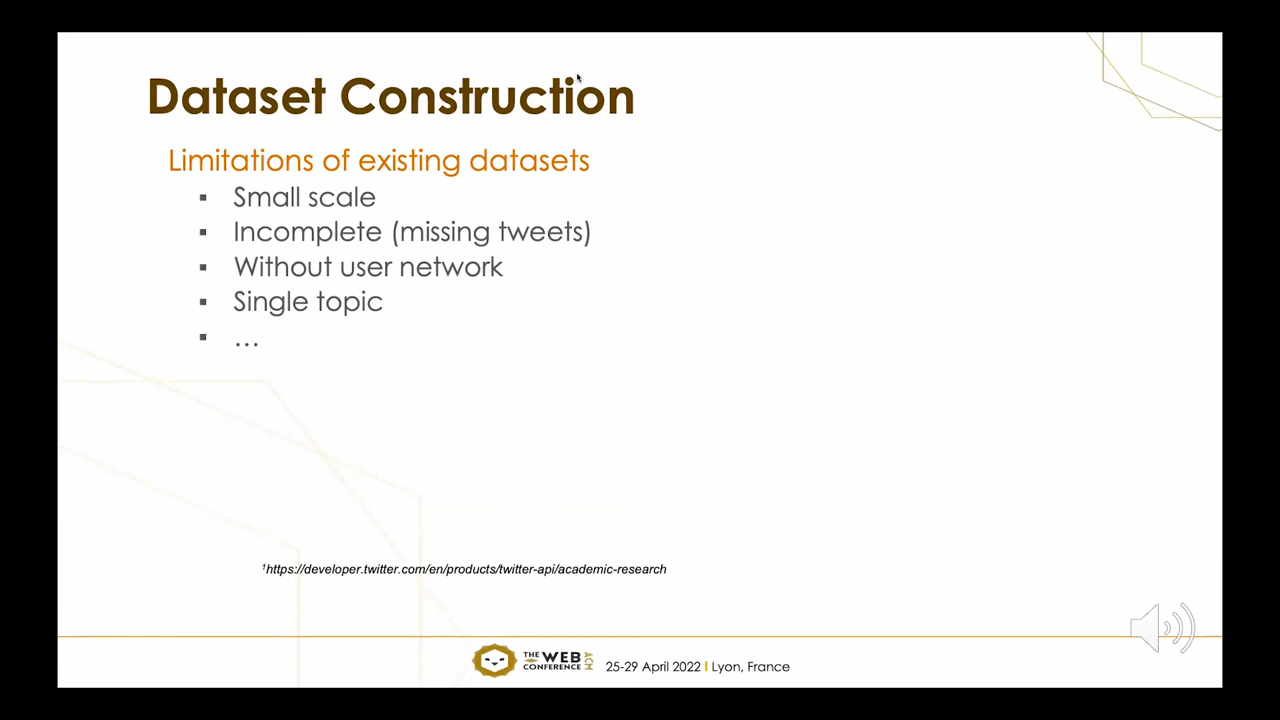 Dataset Construction
Limitations of existing datasets
▪ Small scale
▪ Incomplete (missing tweets)
▪ Without user network
▪ Single topic
▪ …
¹https://developer.twitter.com/en/products/twitter-api/academic-research
THE WEB CONFERENCE ACM 25-29 April 2022 | Lyon, France